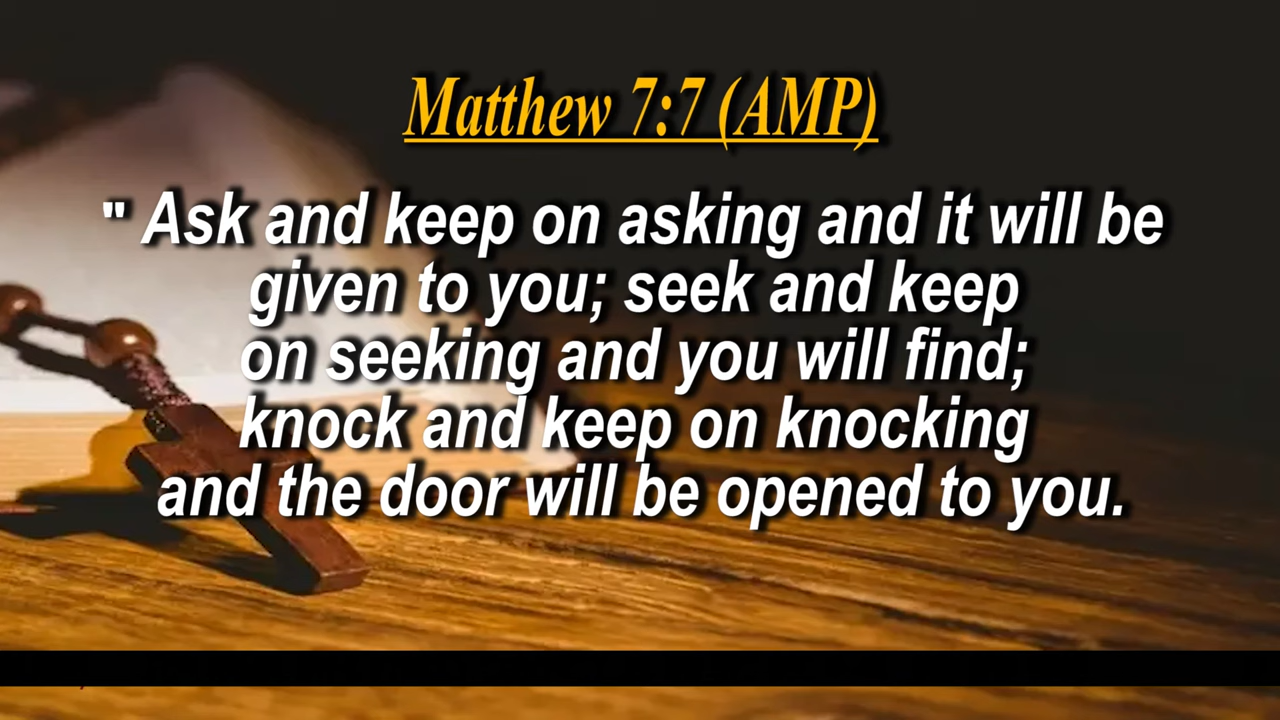 Matthew 7:7 (AMP)
" Ask and keep on asking and it will be
given to you; seek and keep
on seeking and you will find;
knock and keep on knocking
and the door will be opened to you.